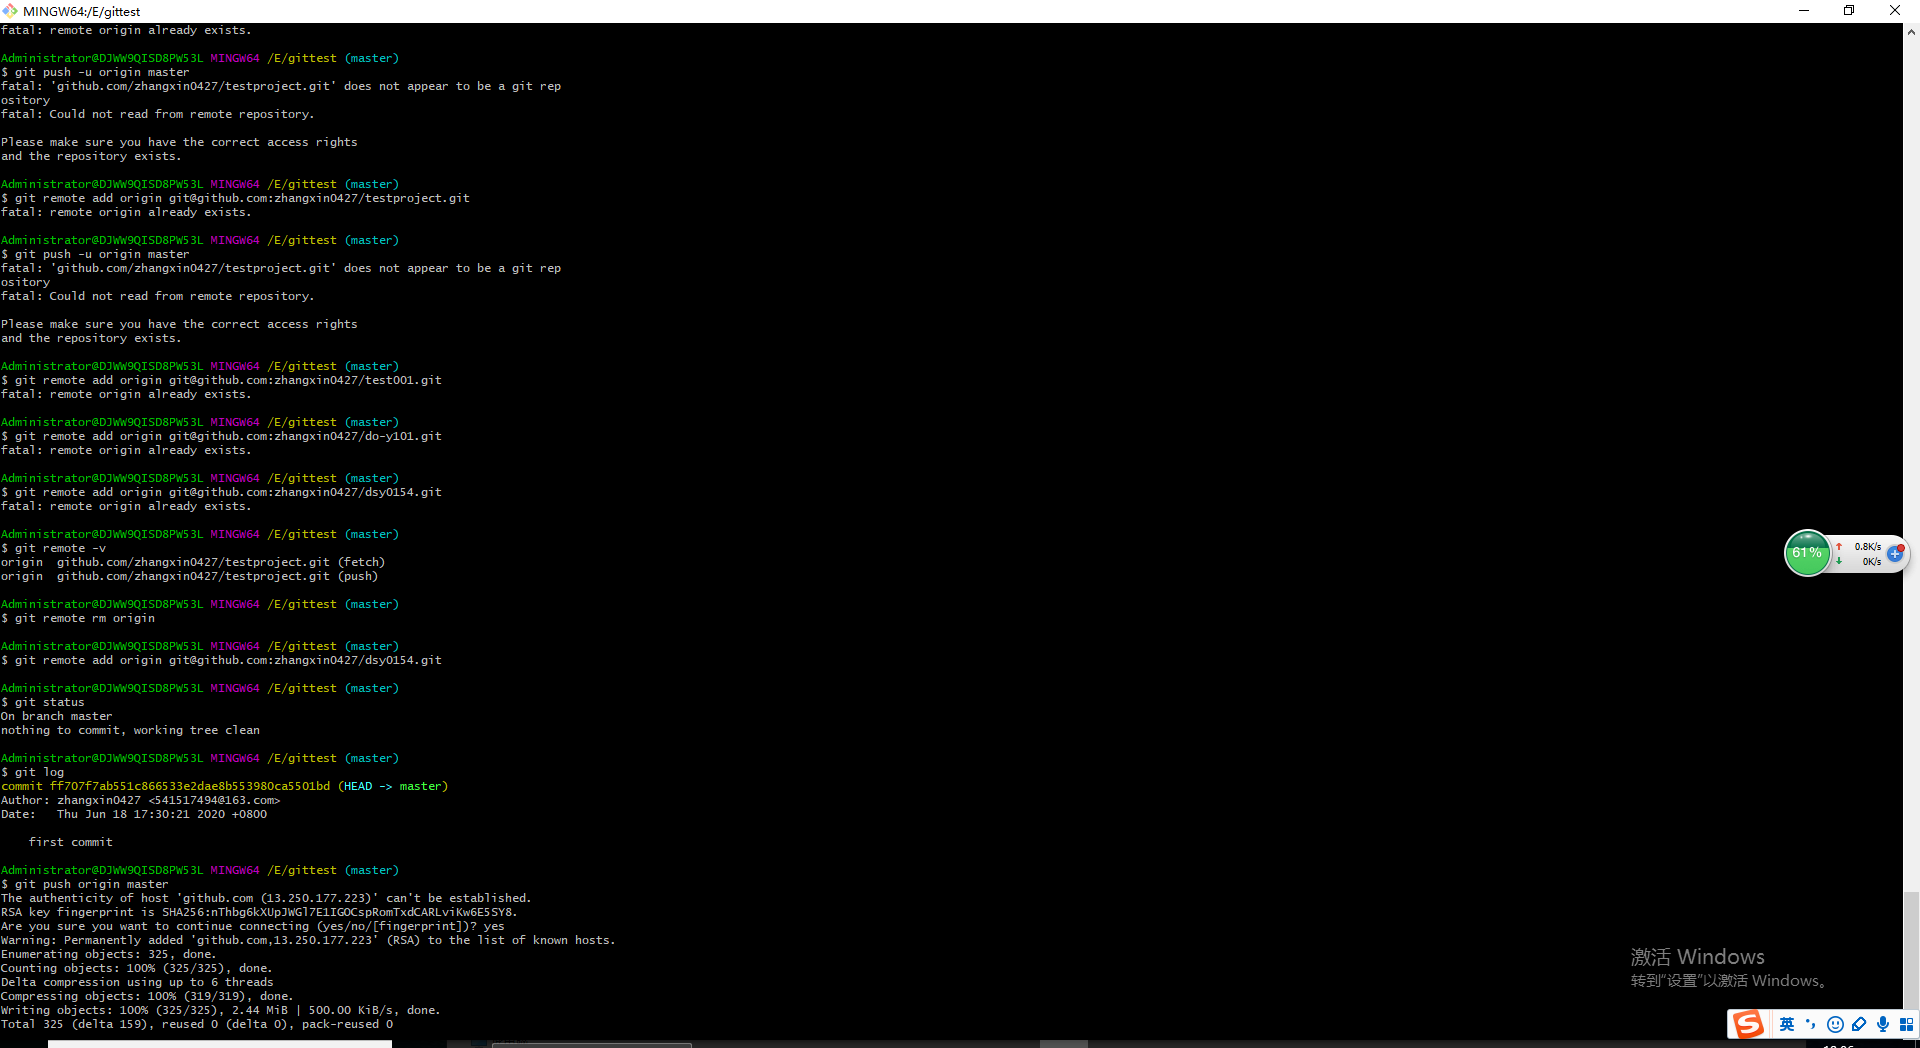 MINGW64:/E/gittest
fatal: remote origin already exists.
Administrator@DJWW9QISD8PW53L MINGW64 /E/gittest (master)
$ git push -u origin master
fatal: 'github.com/zhangxin0427/testproject.git' does not appear to be a git rep
ository
fatal: Could not read from remote repository.
Please make sure you have the correct access rights
and the repository exists.
Administrator@DJWW9QISD8PW53L MINGW64 /E/gittest (master)
$ git remote add origin git@github.com:zhangxin0427/testproject.git
fatal: remote origin already exists.
Administrator@DJWW9QISD8PW53L MINGW64 /E/gittest (master)
$ git push -u origin master
fatal: 'github.com/zhangxin0427/testproject.git' does not appear to be a git rep
ository
fatal: Could not read from remote repository.
Please make sure you have the correct access rights
and the repository exists.
Administrator@DJWW9QISD8PW53L MINGW64 /E/gittest (master)
$ git remote add origin git@github.com:zhangxin0427/test001.git
fatal: remote origin already exists.
Administrator@DJWW9QISD8PW53L MINGW64 /E/gittest (master)
$ git remote add origin git@github.com:zhangxin0427/do-y101.git
fatal: remote origin already exists.
Administrator@DJWW9QISD8PW53L MINGW64 /E/gittest (master)
$ git remote add origin git@github.com:zhangxin0427/dsy0154.git
fatal: remote origin already exists.
Administrator@DJWW9QISD8PW53L MINGW64 /E/gittest (master)
$ git remote -v
origin  github.com/zhangxin0427/testproject.git (fetch)
origin  github.com/zhangxin0427/testproject.git (push)
Administrator@DJWW9QISD8PW53L MINGW64 /E/gittest (master)
$ git remote rm origin
Administrator@DJWW9QISD8PW53L MINGW64 /E/gittest (master)
$ git remote add origin git@github.com:zhangxin0427/dsy0154.git
Administrator@DJWW9QISD8PW53L MINGW64 /E/gittest (master)
$ git status
On branch master
nothing to commit, working tree clean
Administrator@DJWW9QISD8PW53L MINGW64 /E/gittest (master)
$ git log
commit ff707f7ab551c866533e2dae8b553980ca5501bd (HEAD -> master)
Author: zhangxin0427 <541517494@163.com>
Date:   Thu Jun 18 17:30:21 2020 +0800
first commit
Administrator@DJWW9QISD8PW53L MINGW64 /E/gittest (master)
$ git push origin master
The authenticity of host 'github.com (13.250.177.223)' can't be established.
RSA key fingerprint is SHA256:nThbg6kXUpJWGl7E1IGOCspRomTxdCARLviKw6E5SY8.
Are you sure you want to continue connecting (yes/no/[fingerprint])? yes
Warning: Permanently added 'github.com,13.250.177.223' (RSA) to the list of known hosts.
Enumerating objects: 325, done.
Counting objects: 100% (325/325), done.
Delta compression using up to 6 threads
Compressing objects: 100% (319/319), done.
Writing objects: 100% (325/325), 2.44 MiB | 500.00 KiB/s, done.
Total 325 (delta 159), reused 0 (delta 0), pack-reused 0
61%
0.8K/s
0K/s
激活 Windows
转到“设置”以激活 Windows。
英